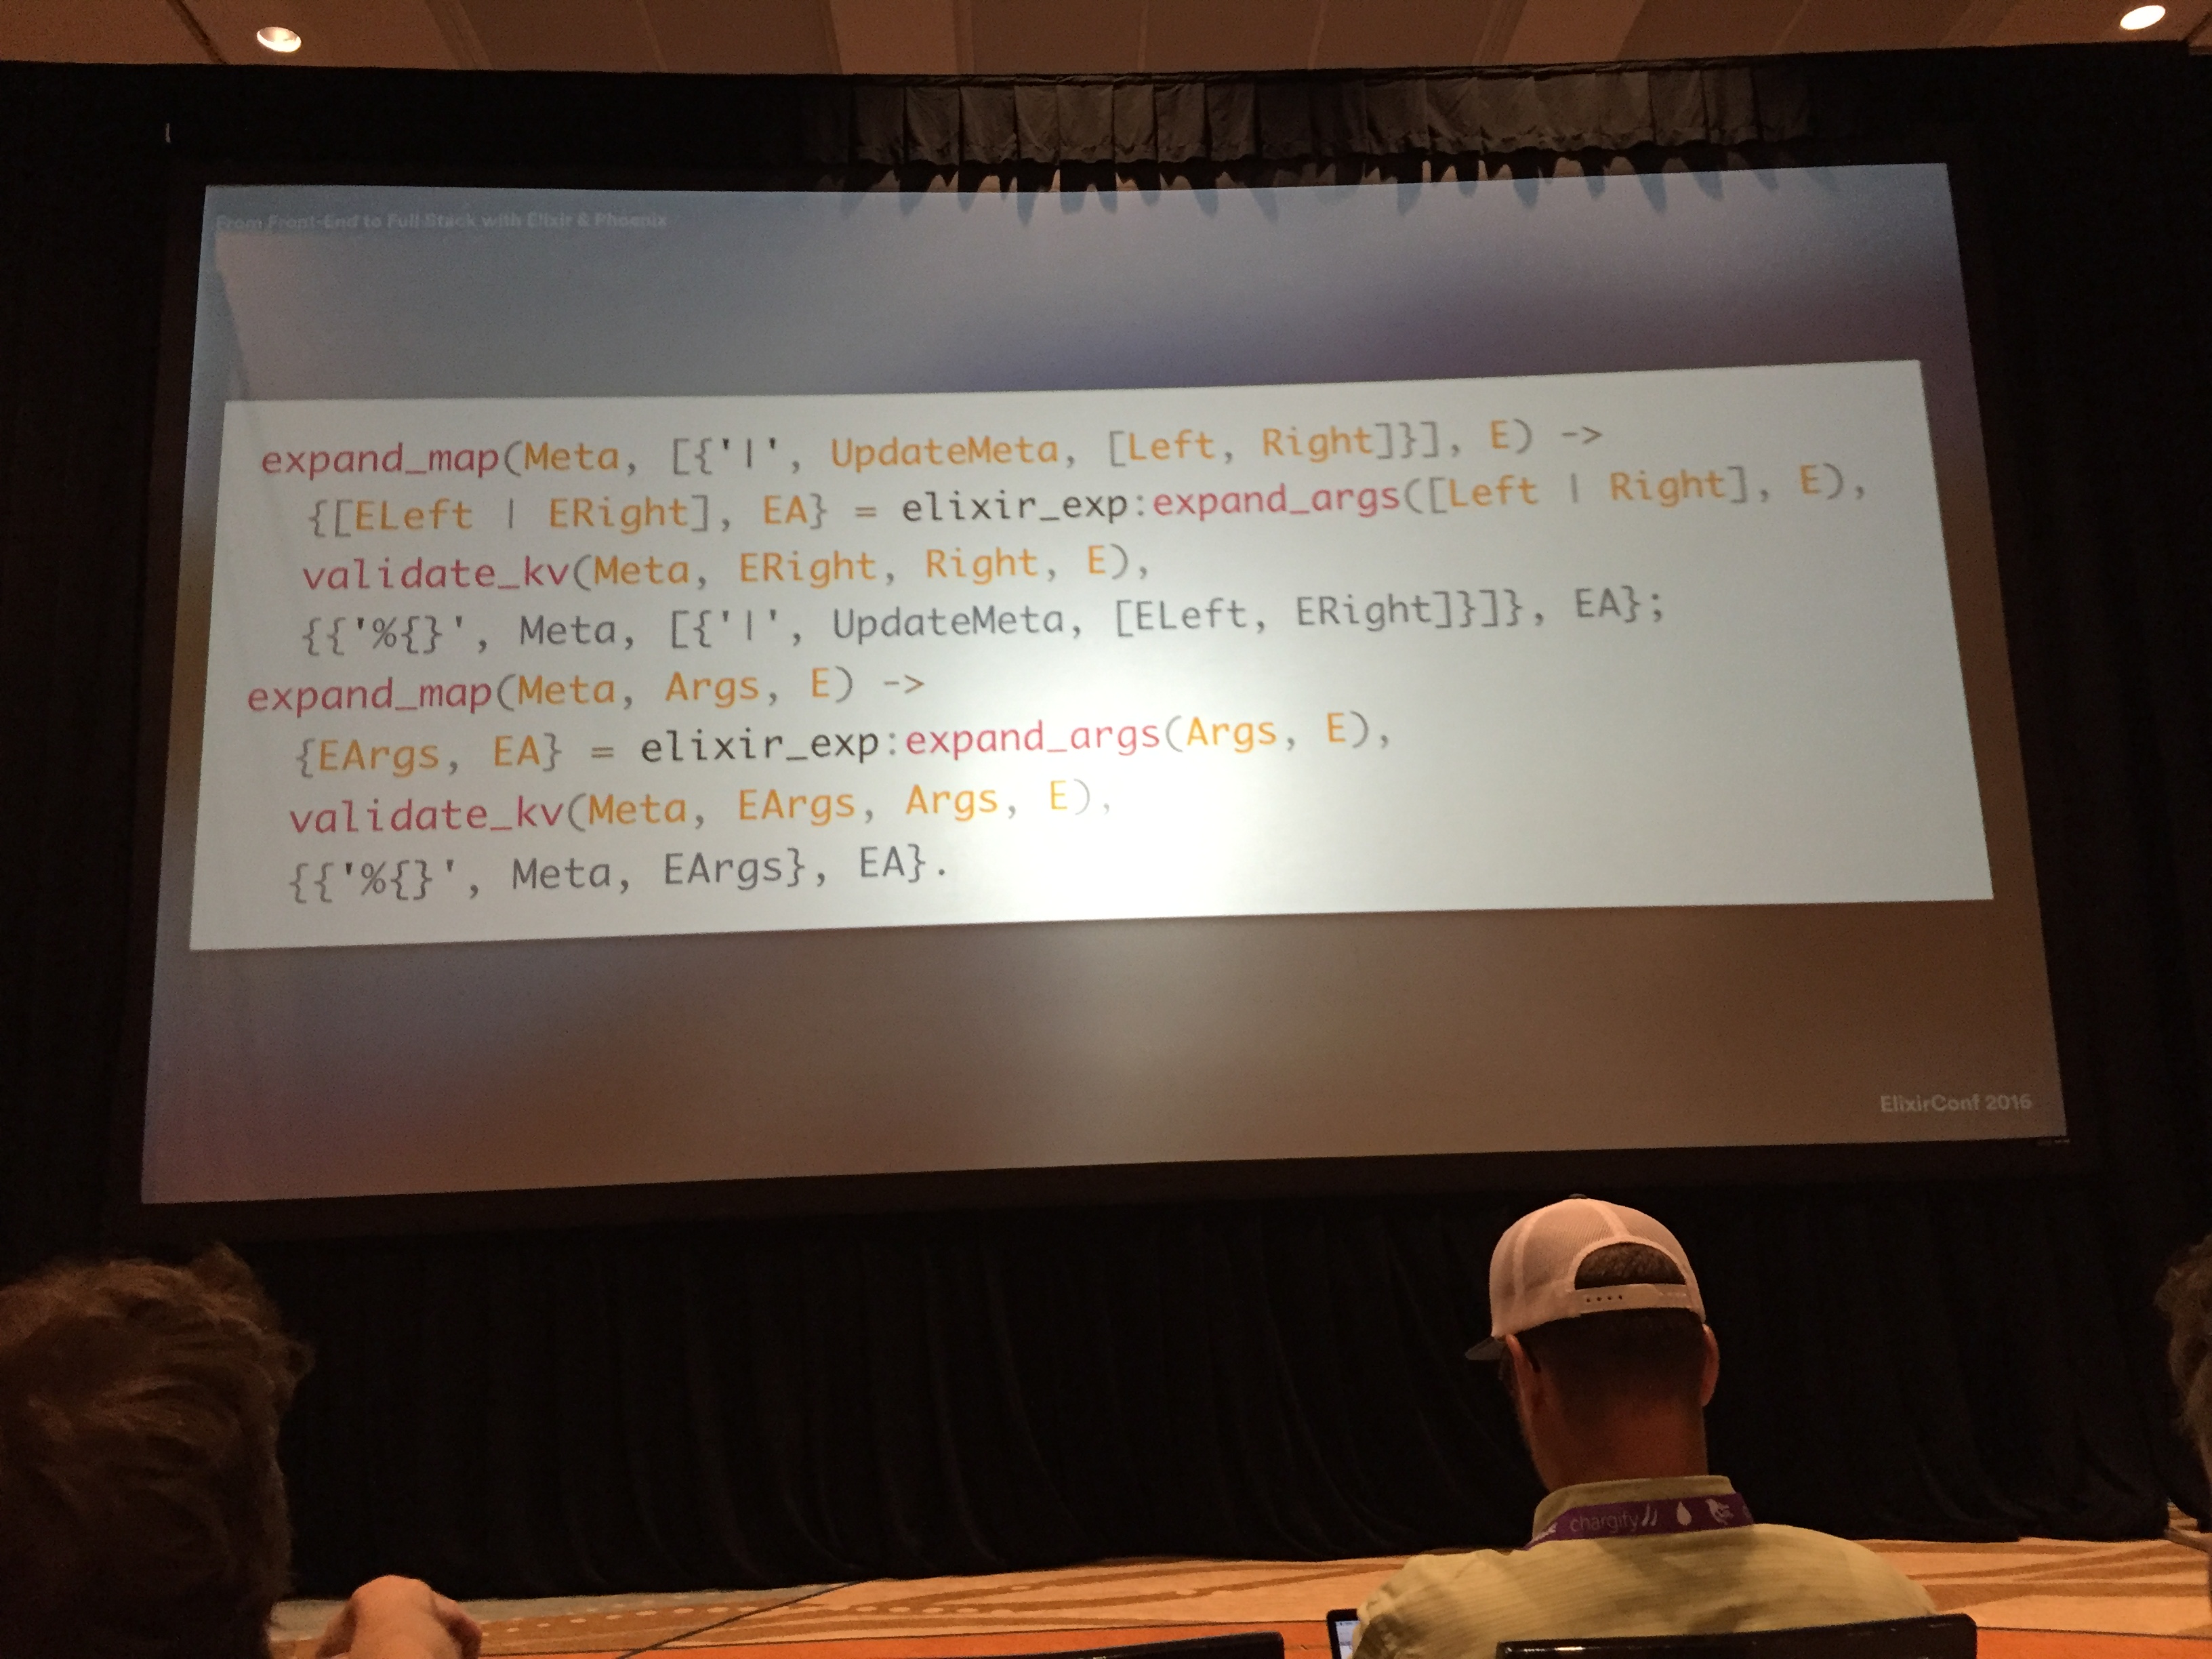 From Front-End to Full Stack with Elixir & Phoenix
expand_map(Meta, [{'|', UpdateMeta, [Left, Right]}], E) ->
{[ELeft | ERight], EA} = elixir_exp:expand_args([Left | Right], E),
validate_kv(Meta, ERight, Right, E),
{{'%{}', Meta, [{'|', UpdateMeta, [ELeft, ERight]}]}, EA};
expand_map(Meta, Args, E) ->
{EArgs, EA} = elixir_exp:expand_args(Args, E),
validate_kv(Meta, EArgs, Args, E),
{{'%{}', Meta, EArgs}, EA}.
ElixirConf 2016
chargify